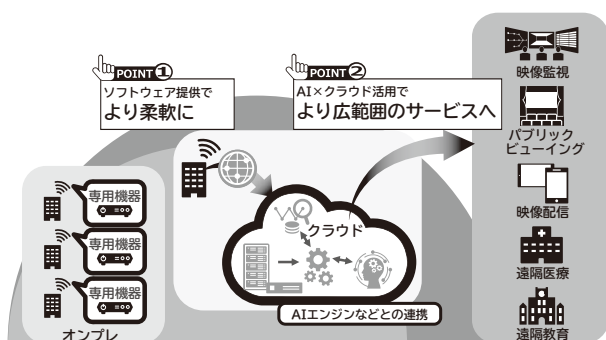 POINT①
ソフトウェア提供で
より柔軟に
POINT②
AI×クラウド活用で
より広範囲のサービスへ
専用機器
専用機器
専用機器
オンプレ
クラウド
AIエンジンなどとの連携
映像監視
パブリック
ビューイング
映像配信
遠隔医療
遠隔教育